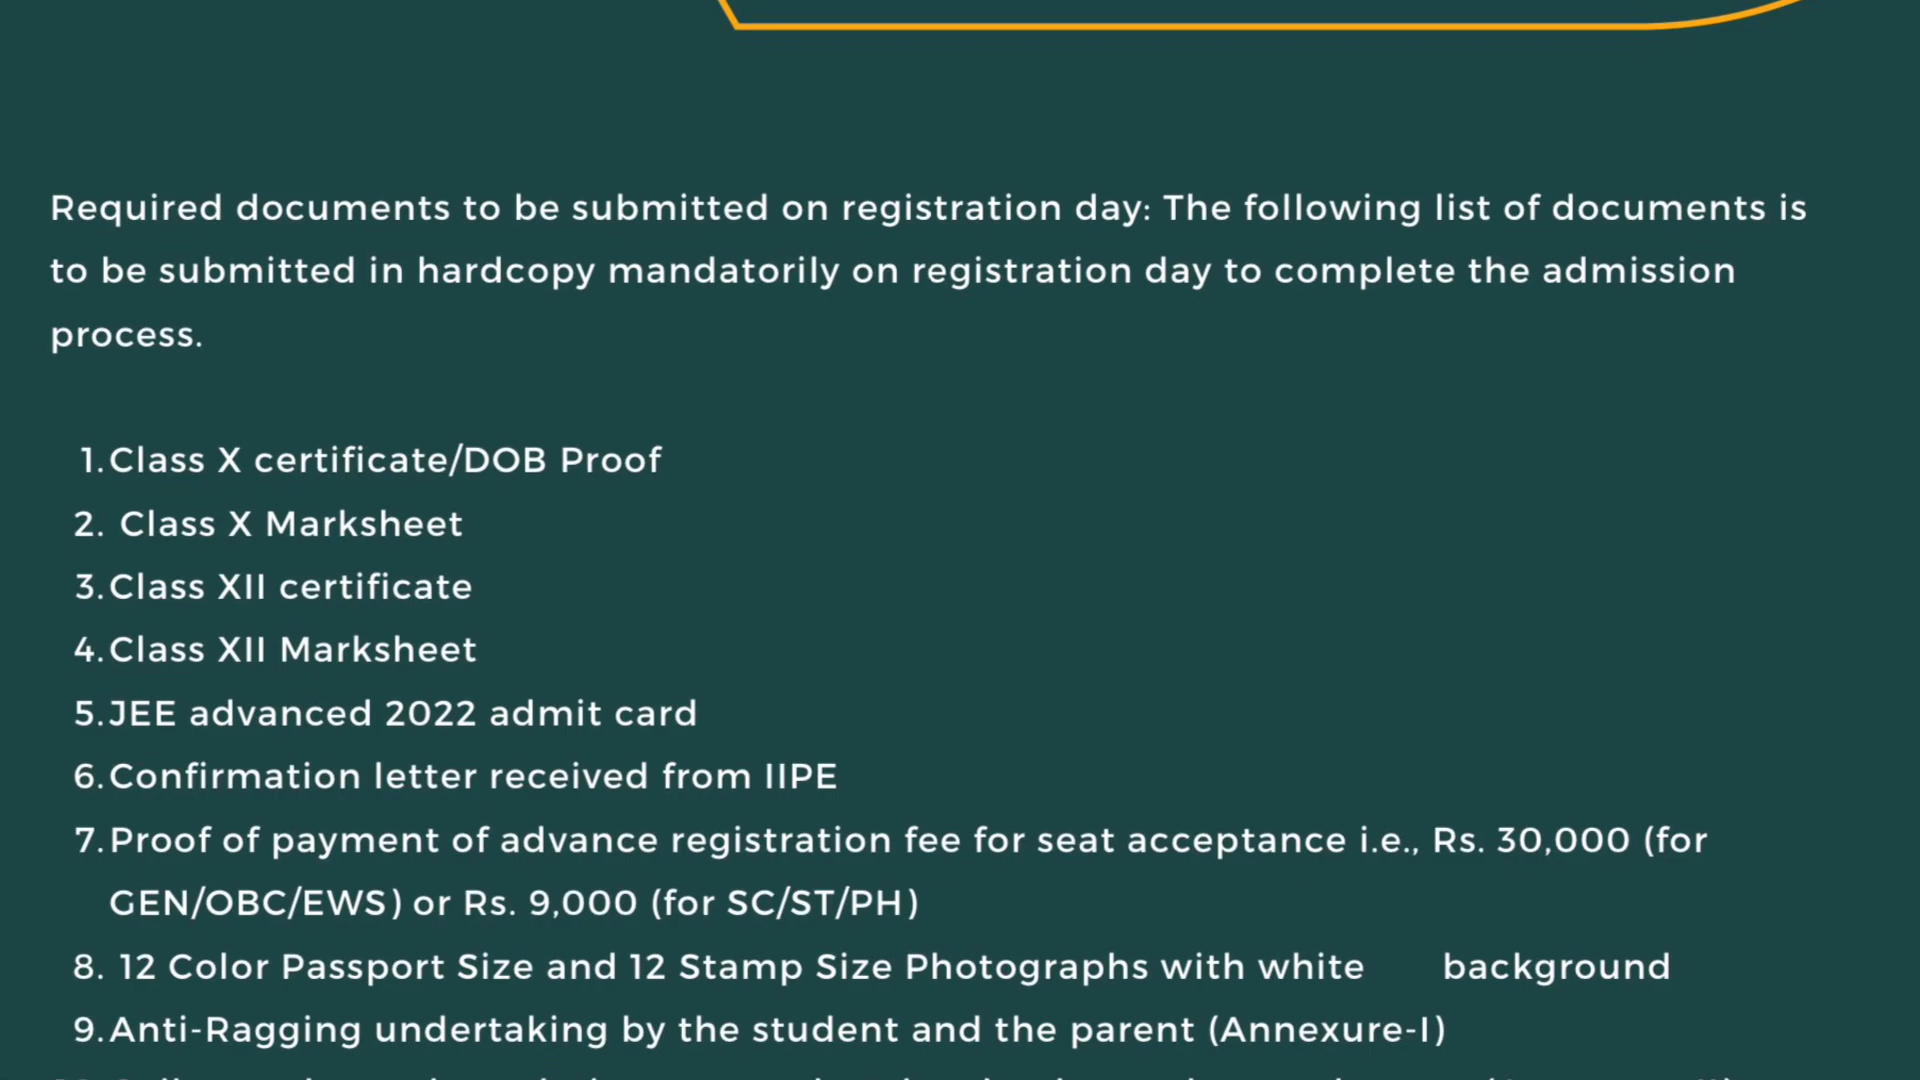 Required documents to be submitted on registration day: The following list of documents is
to be submitted in hardcopy mandatorily on registration day to complete the admission
process.
1. Class X certificate/DOB Proof
2. Class X Marksheet
3. Class XII certificate
4. Class XII Marksheet
5. JEE advanced 2022 admit card
6. Confirmation letter received from IIPE
7. Proof of payment of advance registration fee for seat acceptance i.e., Rs. 30,000 (for
GEN/OBC/EWS) or Rs. 9,000 (for SC/ST/PH)
8. 12 Color Passport Size and 12 Stamp Size Photographs with white background
9. Anti-Ragging undertaking by the student and the parent (Annexure-I)